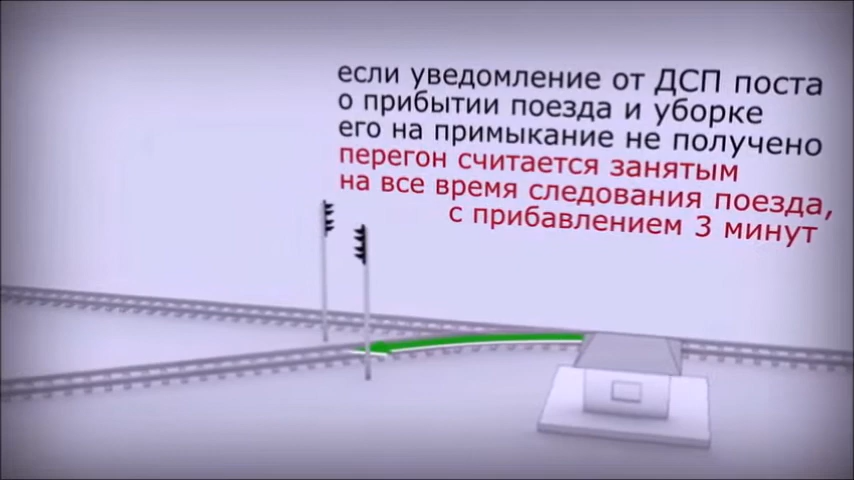 если уведомление от ДСП поста
о прибытии поезда и уборке
его на примыкание не получено
перегон считается занятым
на все время следования поезда,
с прибавлением 3 минут